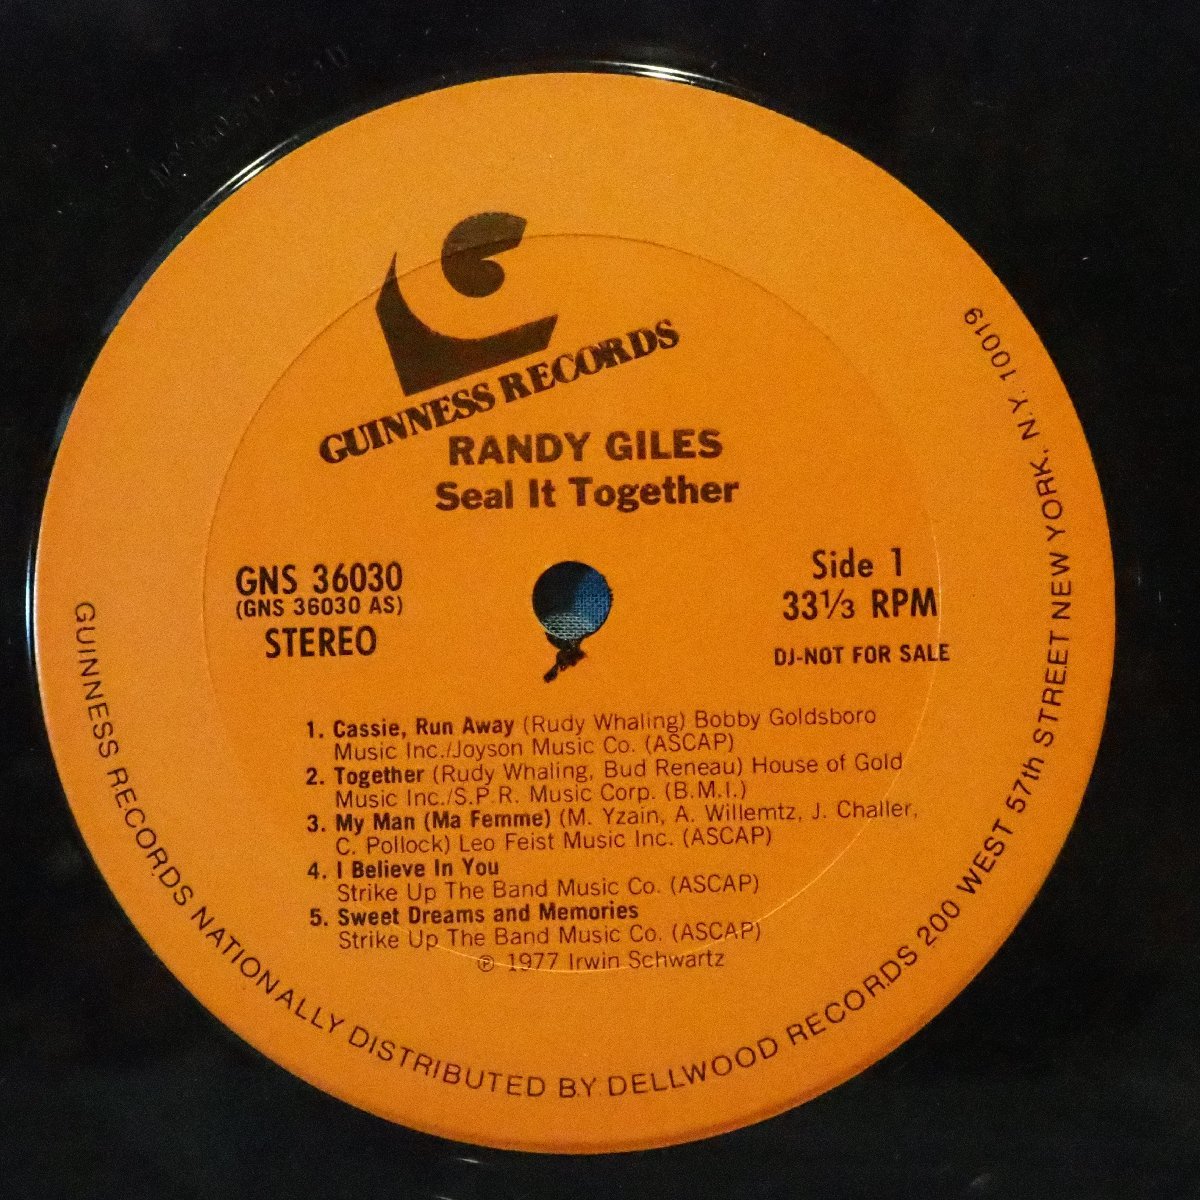 GUINNESS RECORDS
RANDY GILES
Seal It Together
GNS 36030
(GNS 36030 AS)
STEREO
Side 1
33⅓ RPM
DJ-NOT FOR SALE
1. Cassie, Run Away (Rudy Whaling) Bobby Goldsboro
Music Inc./Joyson Music Co. (ASCAP)
2. Together (Rudy Whaling, Bud Reneau) House of Gold
Music Inc./S.P.R. Music Corp. (B.M.I.)
3. My Man (Ma Femme) (M. Yzain, A. Willemtz, J. Challer,
C. Pollock) Leo Feist Music Inc. (ASCAP)
4. I Believe In You
Strike Up The Band Music Co. (ASCAP)
5. Sweet Dreams and Memories
Strike Up The Band Music Co. (ASCAP)
℗ 1977 Irwin Schwartz
GUINNESS RECORDS NATIONALLY DISTRIBUTED BY DELLWOOD RECORDS 200 WEST 57th STREET NEW YORK, N.Y. 10019